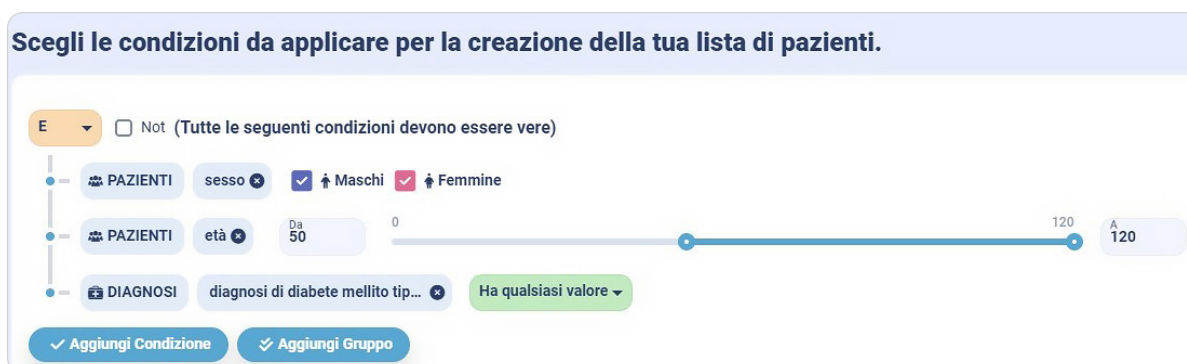 Scegli le condizioni da applicare per la creazione della tua lista di pazienti.
E Not (Tutte le seguenti condizioni devono essere vere)
PAZIENTI sesso Maschi Femmine
PAZIENTI età Da 50 0 120 A 120
DIAGNOSI diagnosi di diabete mellito tip... Ha qualsiasi valore
Aggiungi Condizione Aggiungi Gruppo